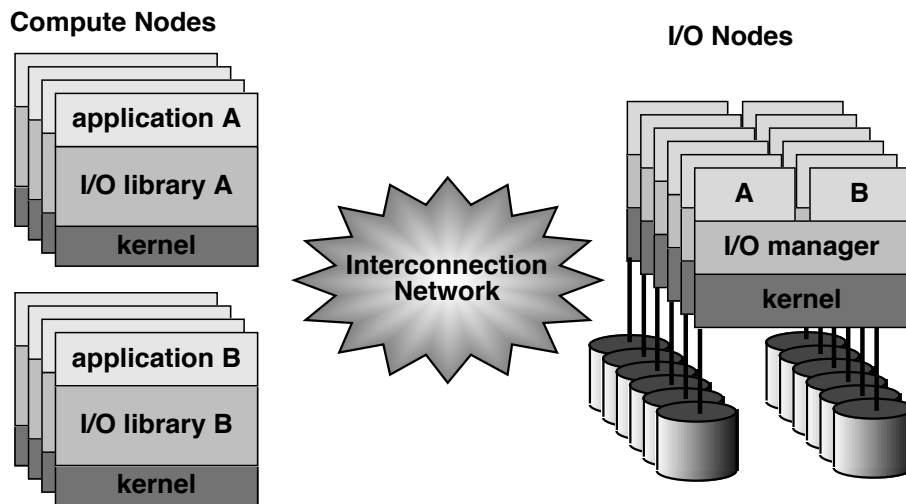 Compute Nodes
application A
I/O library A
kernel
application B
I/O library B
kernel
Interconnection
Network
I/O Nodes
A B
I/O manager
kernel